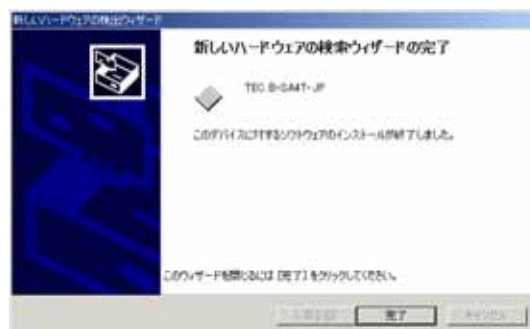 新しいハードウェアの検出ウィザード
新しいハードウェアの検索ウィザードの完了
TEC B-SA4T-JP
このデバイスに対するソフトウェアのインストールが終了しました。
このウィザードを閉じるには [完了] をクリックしてください。
< 戻る(B)
完了
キャンセル